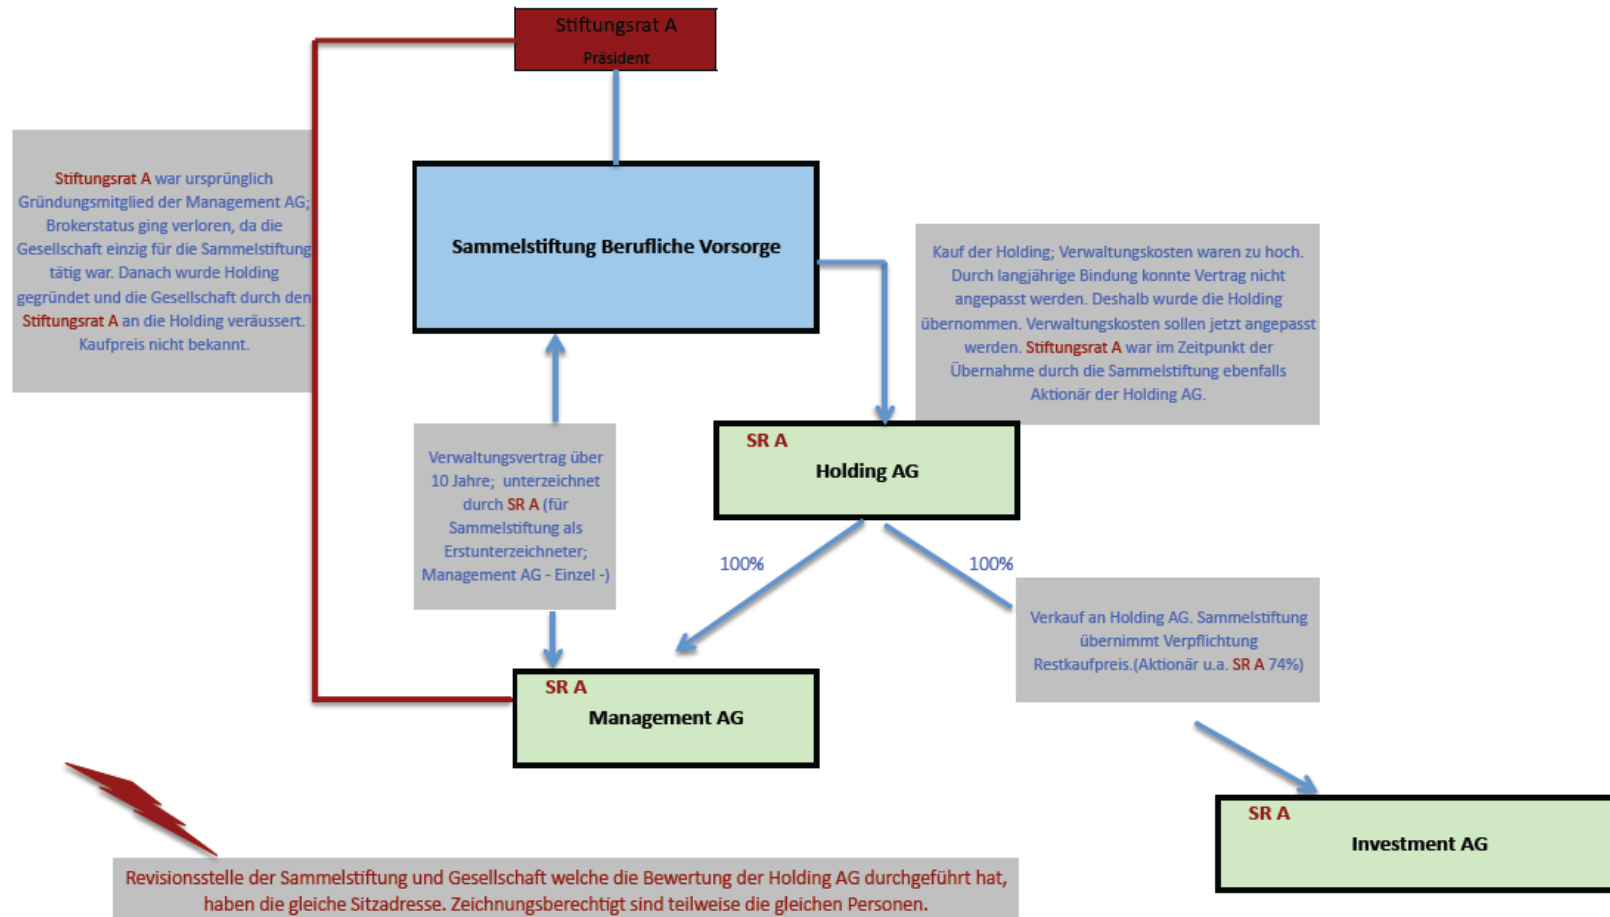 Stiftungsrat A
Präsident
Stiftungsrat A war ursprünglich
Gründungsmitglied der Management AG;
Brokerstatus ging verloren, da die
Gesellschaft einzig für die Sammelstiftung
tätig war. Danach wurde Holding
gegründet und die Gesellschaft durch den
Stiftungsrat A an die Holding veräussert.
Kaufpreis nicht bekannt.
Sammelstiftung Berufliche Vorsorge
Kauf der Holding; Verwaltungskosten waren zu hoch.
Durch langjährige Bindung konnte Vertrag nicht
angepasst werden. Deshalb wurde die Holding
übernommen. Verwaltungskosten sollen jetzt angepasst
werden. Stiftungsrat A war im Zeitpunkt der
Übernahme durch die Sammelstiftung ebenfalls
Aktionär der Holding AG.
Verwaltungsvertrag über
10 Jahre; unterzeichnet
durch SR A (für
Sammelstiftung als
Erstunterzeichneter;
Management AG - Einzel -)
SR A
Holding AG
100%
100%
Verkauf an Holding AG. Sammelstiftung
übernimmt Verpflichtung
Restkaufpreis.(Aktionär u.a. SR A 74%)
SR A
Management AG
SR A
Investment AG
Revisionsstelle der Sammelstiftung und Gesellschaft welche die Bewertung der Holding AG durchgeführt hat,
haben die gleiche Sitzadresse. Zeichnungsberechtigt sind teilweise die gleichen Personen.